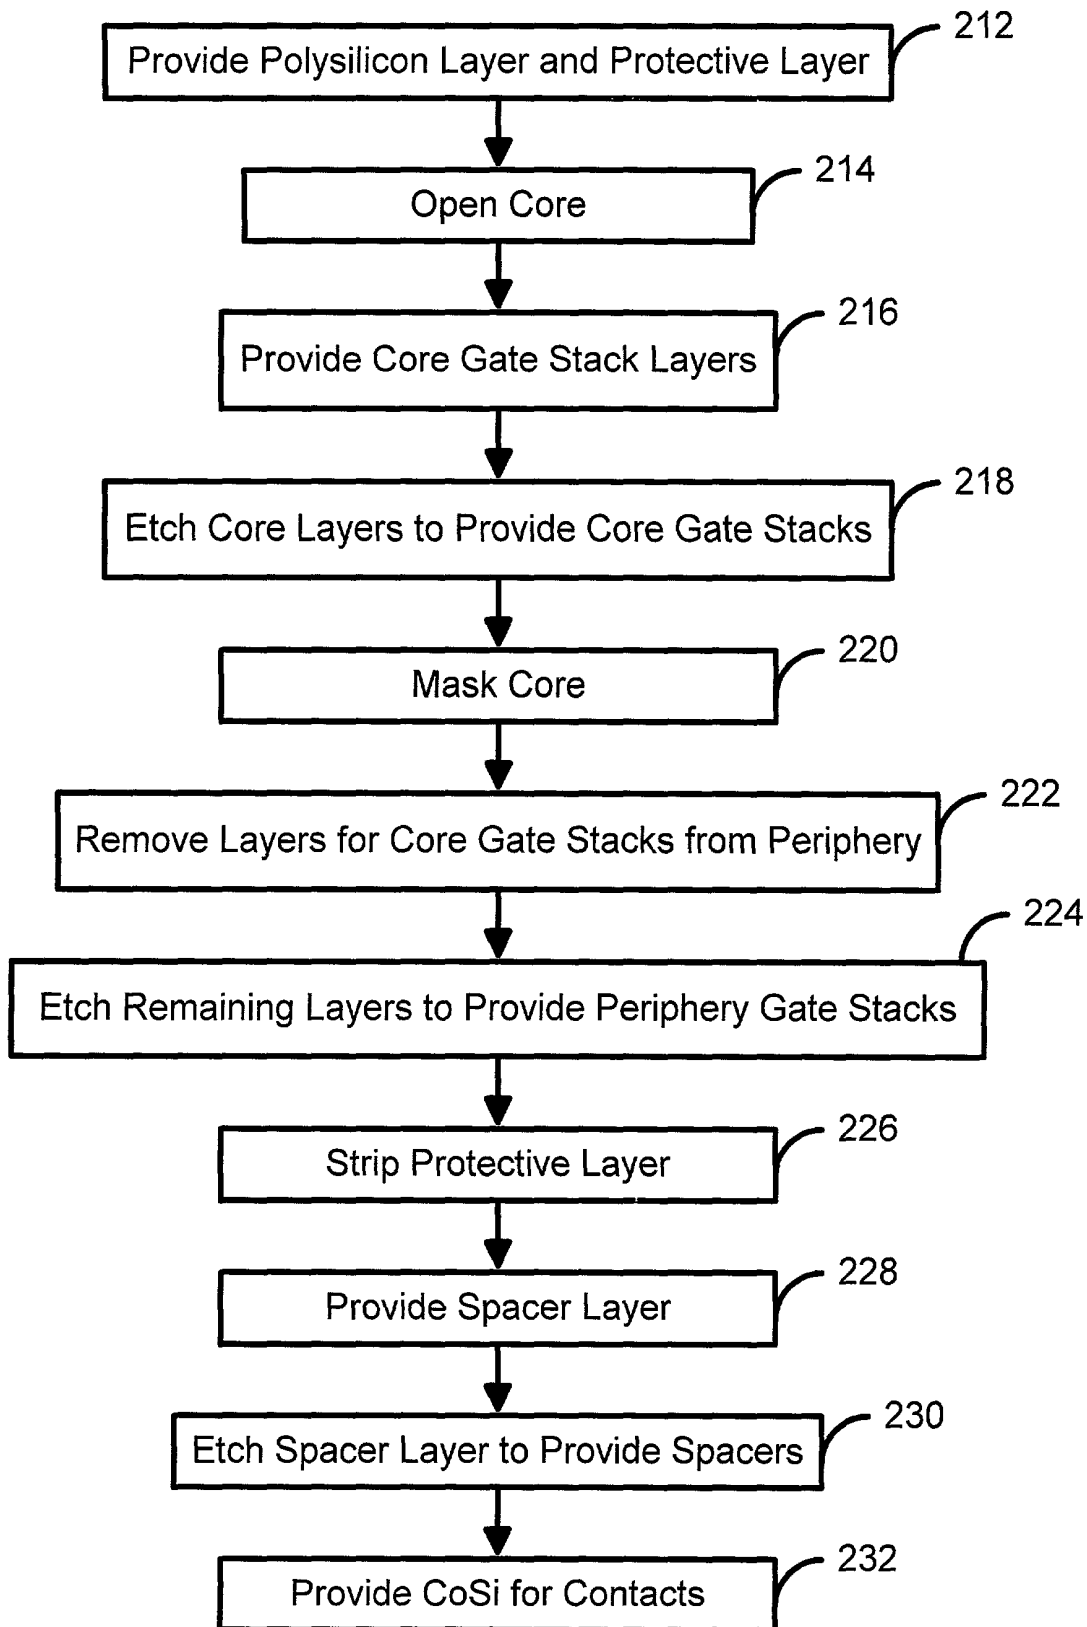 212
Provide Polysilicon Layer and Protective Layer
214
Open Core
216
Provide Core Gate Stack Layers
218
Etch Core Layers to Provide Core Gate Stacks
220
Mask Core
222
Remove Layers for Core Gate Stacks from Periphery
224
Etch Remaining Layers to Provide Periphery Gate Stacks
226
Strip Protective Layer
228
Provide Spacer Layer
230
Etch Spacer Layer to Provide Spacers
232
Provide CoSi for Contacts